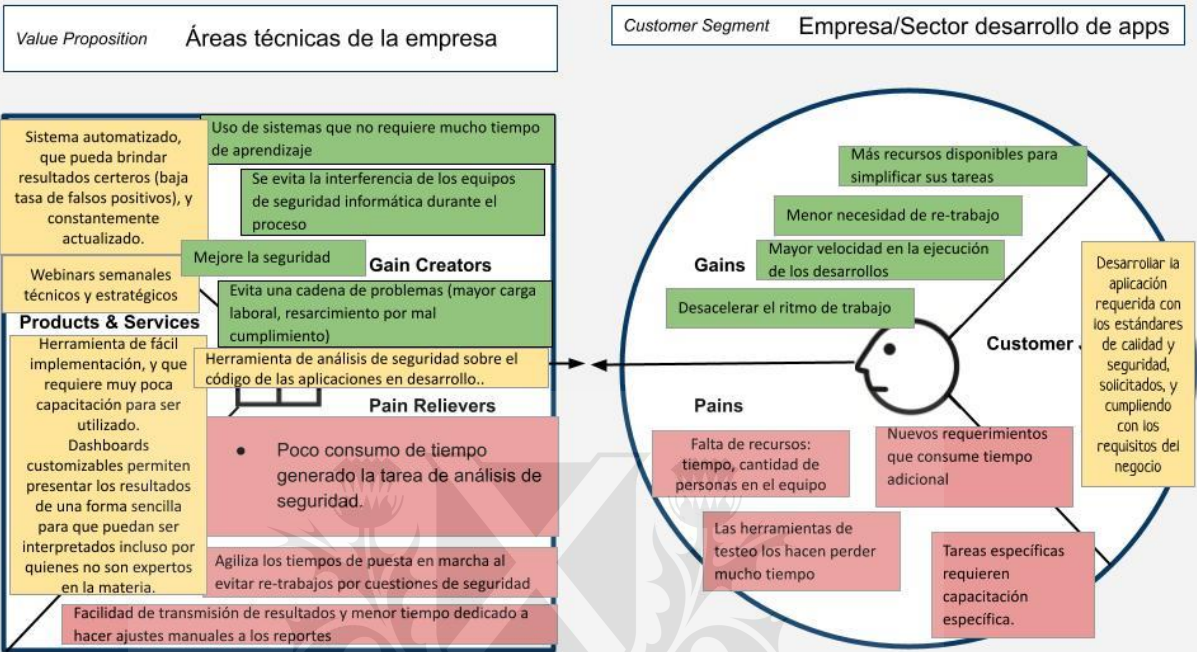 Value Proposition Áreas técnicas de la empresa
Customer Segment Empresa/Sector desarrollo de apps
Sistema automatizado,
que pueda brindar
resultados certeros (baja
tasa de falsos positivos), y
constantemente
actualizado.
Uso de sistemas que no requiere mucho tiempo
de aprendizaje
Se evita la interferencia de los equipos
de seguridad informática durante el
proceso
Mejore la seguridad
Gain Creators
Webinars semanales
técnicos y estratégicos
Evita una cadena de problemas (mayor carga
laboral, resarcimiento por mal
cumplimiento)
Products & Services
Herramienta de fácil
implementación, y que
requiere muy poca
capacitación para ser
utilizado.
Dashboards
customizables permiten
presentar los resultados
de una forma sencilla
para que puedan ser
interpretados incluso por
quienes no son expertos
en la materia.
Herramienta de análisis de seguridad sobre el
código de las aplicaciones en desarrollo..
Pain Relievers
• Poco consumo de tiempo
generado la tarea de análisis de
seguridad.
Agiliza los tiempos de puesta en marcha al
evitar re-trabajos por cuestiones de seguridad
Facilidad de transmisión de resultados y menor tiempo dedicado a
hacer ajustes manuales a los reportes
Más recursos disponibles para
simplificar sus tareas
Menor necesidad de re-trabajo
Gains
Mayor velocidad en la ejecución
de los desarrollos
Desacelerar el ritmo de trabajo
Customer
Desarrollar la
aplicación
requerida con
los estándares
de calidad y
seguridad,
solicitados, y
cumpliendo
con los
requisitos del
negocio
Pains
Falta de recursos:
tiempo, cantidad de
personas en el equipo
Nuevos requerimientos
que consume tiempo
adicional
Las herramientas de
testeo los hacen perder
mucho tiempo
Tareas específicas
requieren
capacitación
específica.